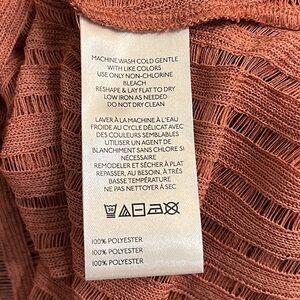 MACHINE WASH COLD GENTLE
WITH LIKE COLORS
USE ONLY NON-CHLORINE
BLEACH
RESHAPE & LAY FLAT TO DRY
LOW IRON AS NEEDED
DO NOT DRY CLEAN
LAVER À LA MACHINE À L'EAU
FROIDE AU CYCLE DÉLICAT AVEC
DES COULEURS SEMBLABLES
UTILISER UN AGENT DE
BLANCHIMENT SANS CHLORE SI
NÉCESSAIRE
REMODELER ET SÉCHER À PLAT
REPASSER, AU BESOIN, À TRÈS
BASSE TEMPÉRATURE
NE PAS NETTOYER À SEC
100% POLYESTER
100% POLYESTER
100% POLYESTER